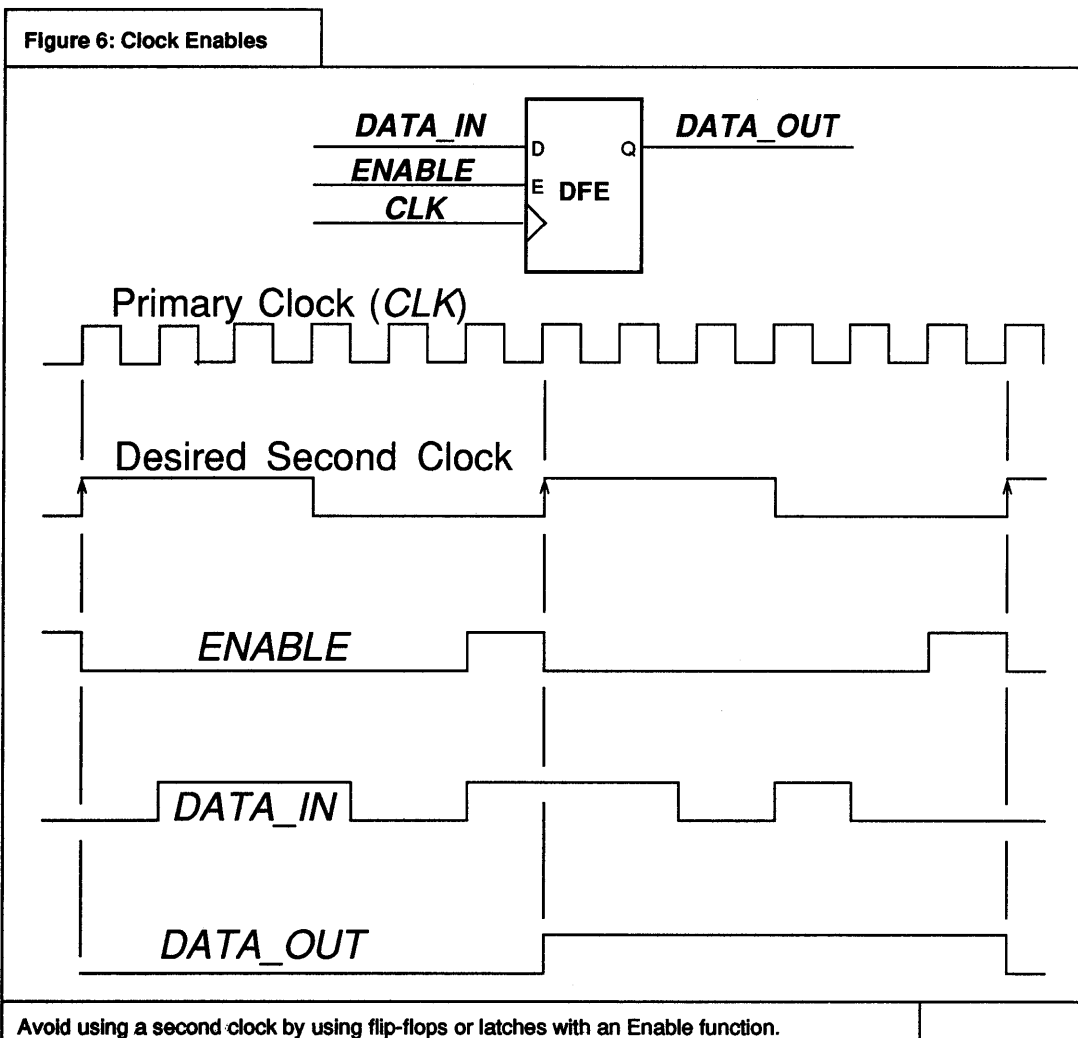 Figure 6: Clock Enables
DATA_IN
DATA_OUT
D
Q
ENABLE
E
DFE
CLK
Primary Clock (CLK)
Desired Second Clock
ENABLE
DATA_IN
DATA_OUT
Avoid using a second clock by using flip-flops or latches with an Enable function.